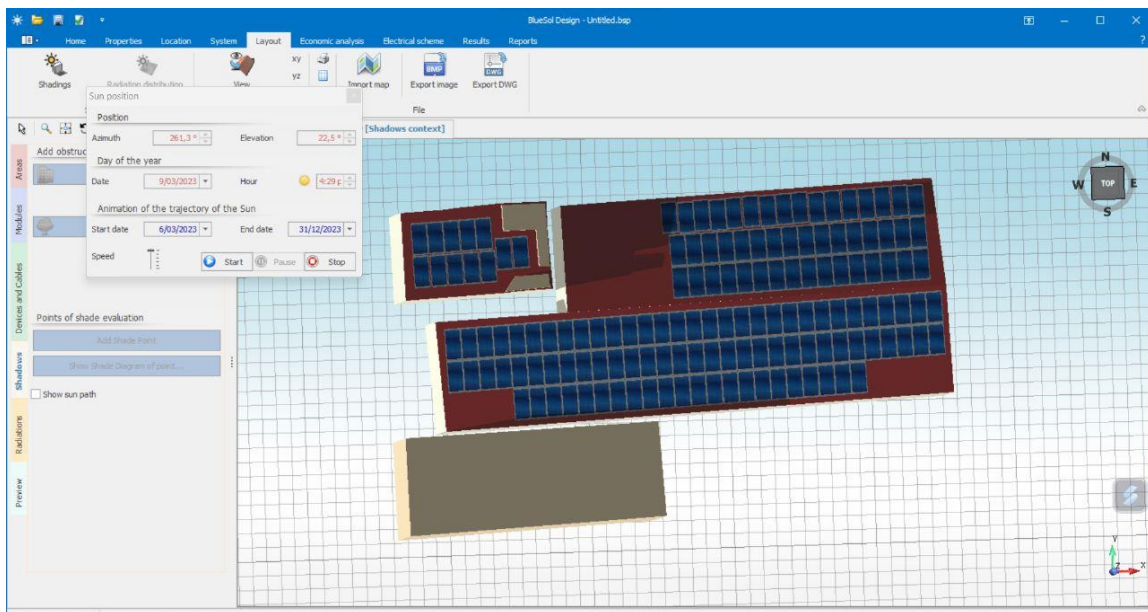 BlueSol Design - Untitled.bsp
Home Properties Location System Layout Economic analysis Electrical scheme Results Reports
?
Shadings
Radiation distribution
View
xy
yz
Import map
BMP
Export image
DWG
Export DWG
File
Sun position
Position
Azimuth 261,3 ° Elevation 22,5 °
Day of the year
Date 9/03/2023 Hour 4:29 p
Animation of the trajectory of the Sun
Start date 6/03/2023 End date 31/12/2023
Speed Start Pause Stop
[Shadows context]
Add obstruc
Areas
Modules
Devices and Cables
Shadows
Radiations
Preview
Points of shade evaluation
Add Shade Point
Show Shade Diagram of point...
Show sun path
N
W TOP E
S
Y
Z X